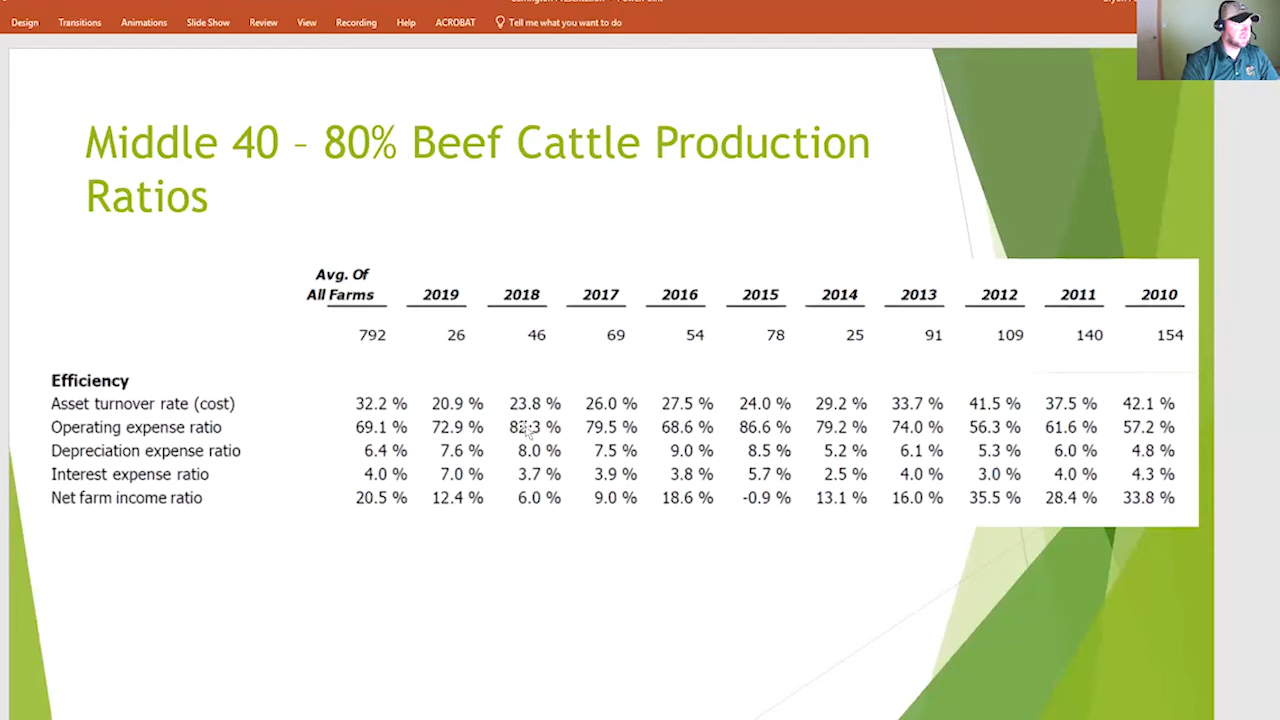 Design Transitions Animations Slide Show Review View Recording Help ACROBAT Tell me what you want to do
Middle 40 – 80% Beef Cattle Production
Ratios
Avg. Of
All Farms 2019 2018 2017 2016 2015 2014 2013 2012 2011 2010
792 26 46 69 54 78 25 91 109 140 154
Efficiency
Asset turnover rate (cost) 32.2 % 20.9 % 23.8 % 26.0 % 27.5 % 24.0 % 29.2 % 33.7 % 41.5 % 37.5 % 42.1 %
Operating expense ratio 69.1 % 72.9 % % 79.5 % 68.6 % 86.6 % 79.2 % 74.0 % 56.3 % 61.6 % 57.2 %
Depreciation expense ratio 6.4 % 7.6 % 8.0 % 7.5 % 9.0 % 8.5 % 5.2 % 6.1 % 5.3 % 6.0 % 4.8 %
Interest expense ratio 4.0 % 7.0 % 3.7 % 3.9 % 3.8 % 5.7 % 2.5 % 4.0 % 3.0 % 4.0 % 4.3 %
Net farm income ratio 20.5 % 12.4 % 6.0 % 9.0 % 18.6 % -0.9 % 13.1 % 16.0 % 35.5 % 28.4 % 33.8 %